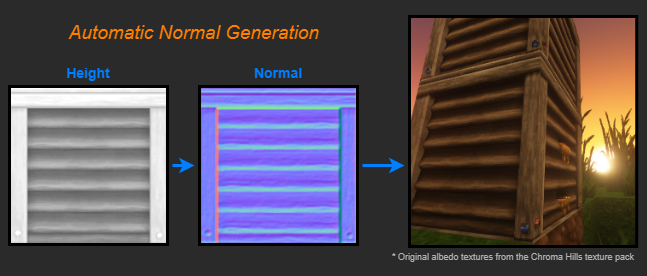 Automatic Normal Generation
Height
Normal
* Original albedo textures from the Chroma Hills texture pack